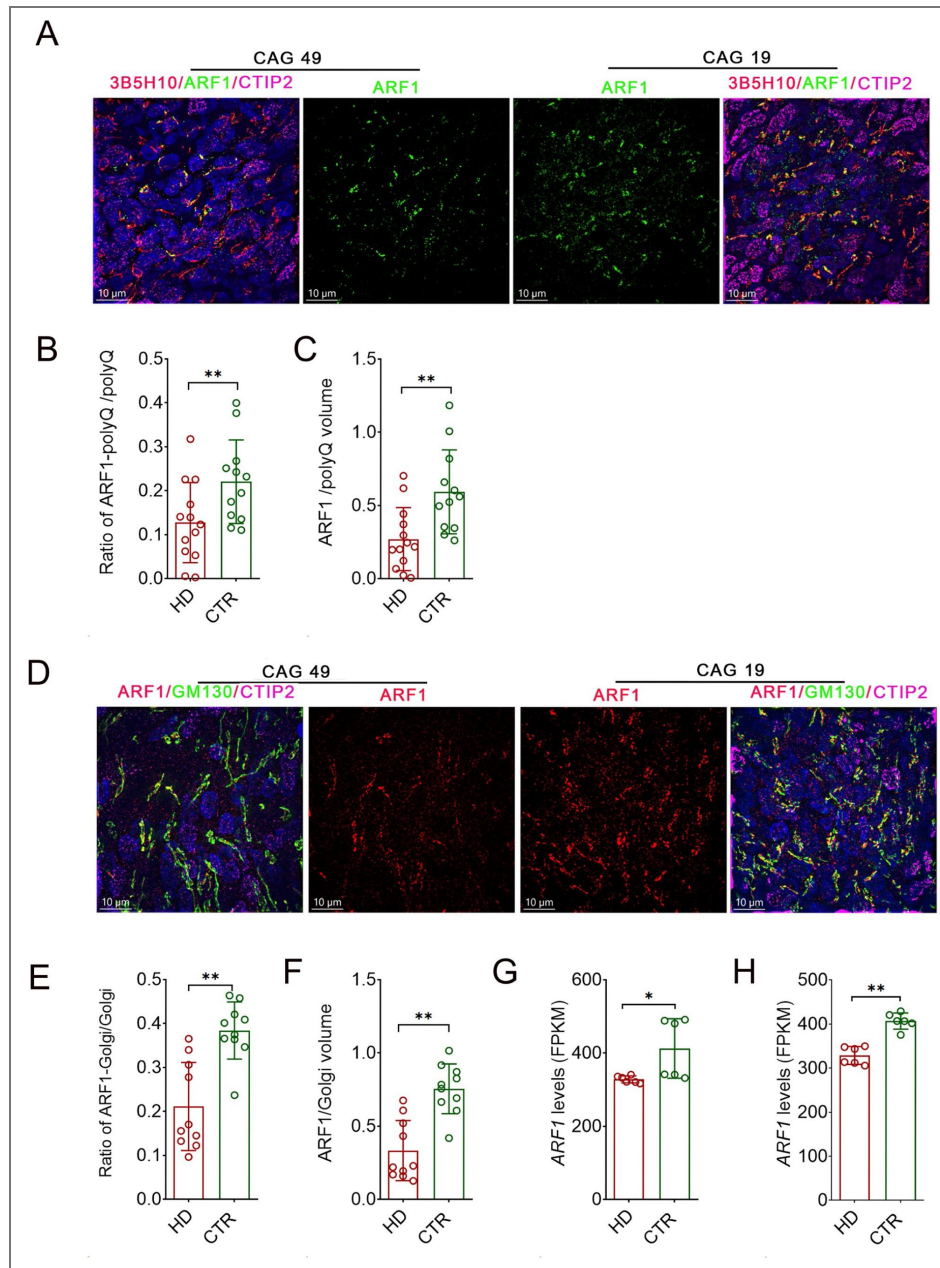 A
CAG 49
CAG 19
3B5H10/ARF1/CTIP2
ARF1
ARF1
3B5H10/ARF1/CTIP2
10 µm
10 µm
10 µm
10 µm
B
Ratio of ARF1-polyQ /polyQ
0.5
0.4
0.3
0.2
0.1
0.0
**
HD
CTR
C
ARF1 /polyQ volume
1.5
1.0
0.5
0.0
**
HD
CTR
D
CAG 49
CAG 19
ARF1/GM130/CTIP2
ARF1
ARF1
ARF1/GM130/CTIP2
10 µm
10 µm
10 µm
10 µm
E
Ratio of ARF1-Golgi/Golgi
0.5
0.4
0.3
0.2
0.1
0.0
**
HD
CTR
F
ARF1/Golgi volume
1.5
1.0
0.5
0.0
**
HD
CTR
G
ARF1 levels (FPKM)
600
400
200
0
*
HD
CTR
H
ARF1 levels (FPKM)
500
400
300
200
100
0
**
HD
CTR